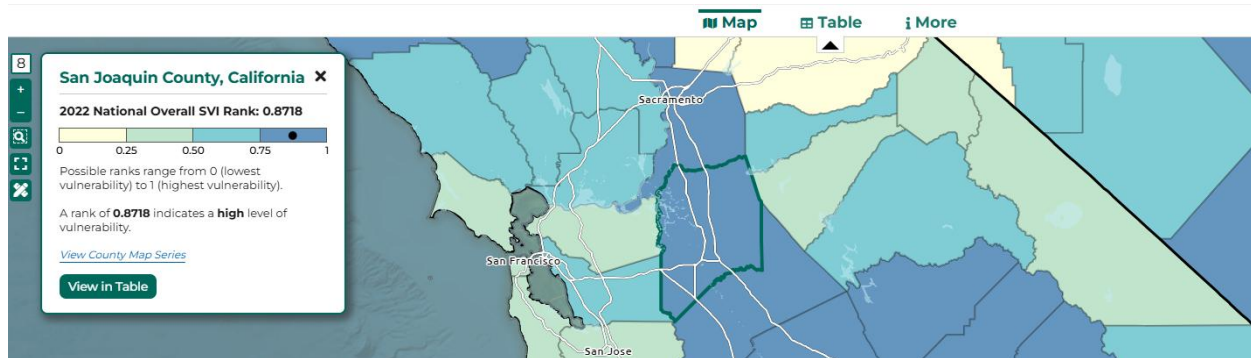 Map
Table
More
8
+
−
San Joaquin County, California
2022 National Overall SVI Rank: 0.8718
0 0.25 0.50 0.75 1
Possible ranks range from 0 (lowest
vulnerability) to 1 (highest vulnerability).
A rank of 0.8718 indicates a high level of
vulnerability.
View County Map Series
View in Table
Sacramento
San Francisco
San Jose